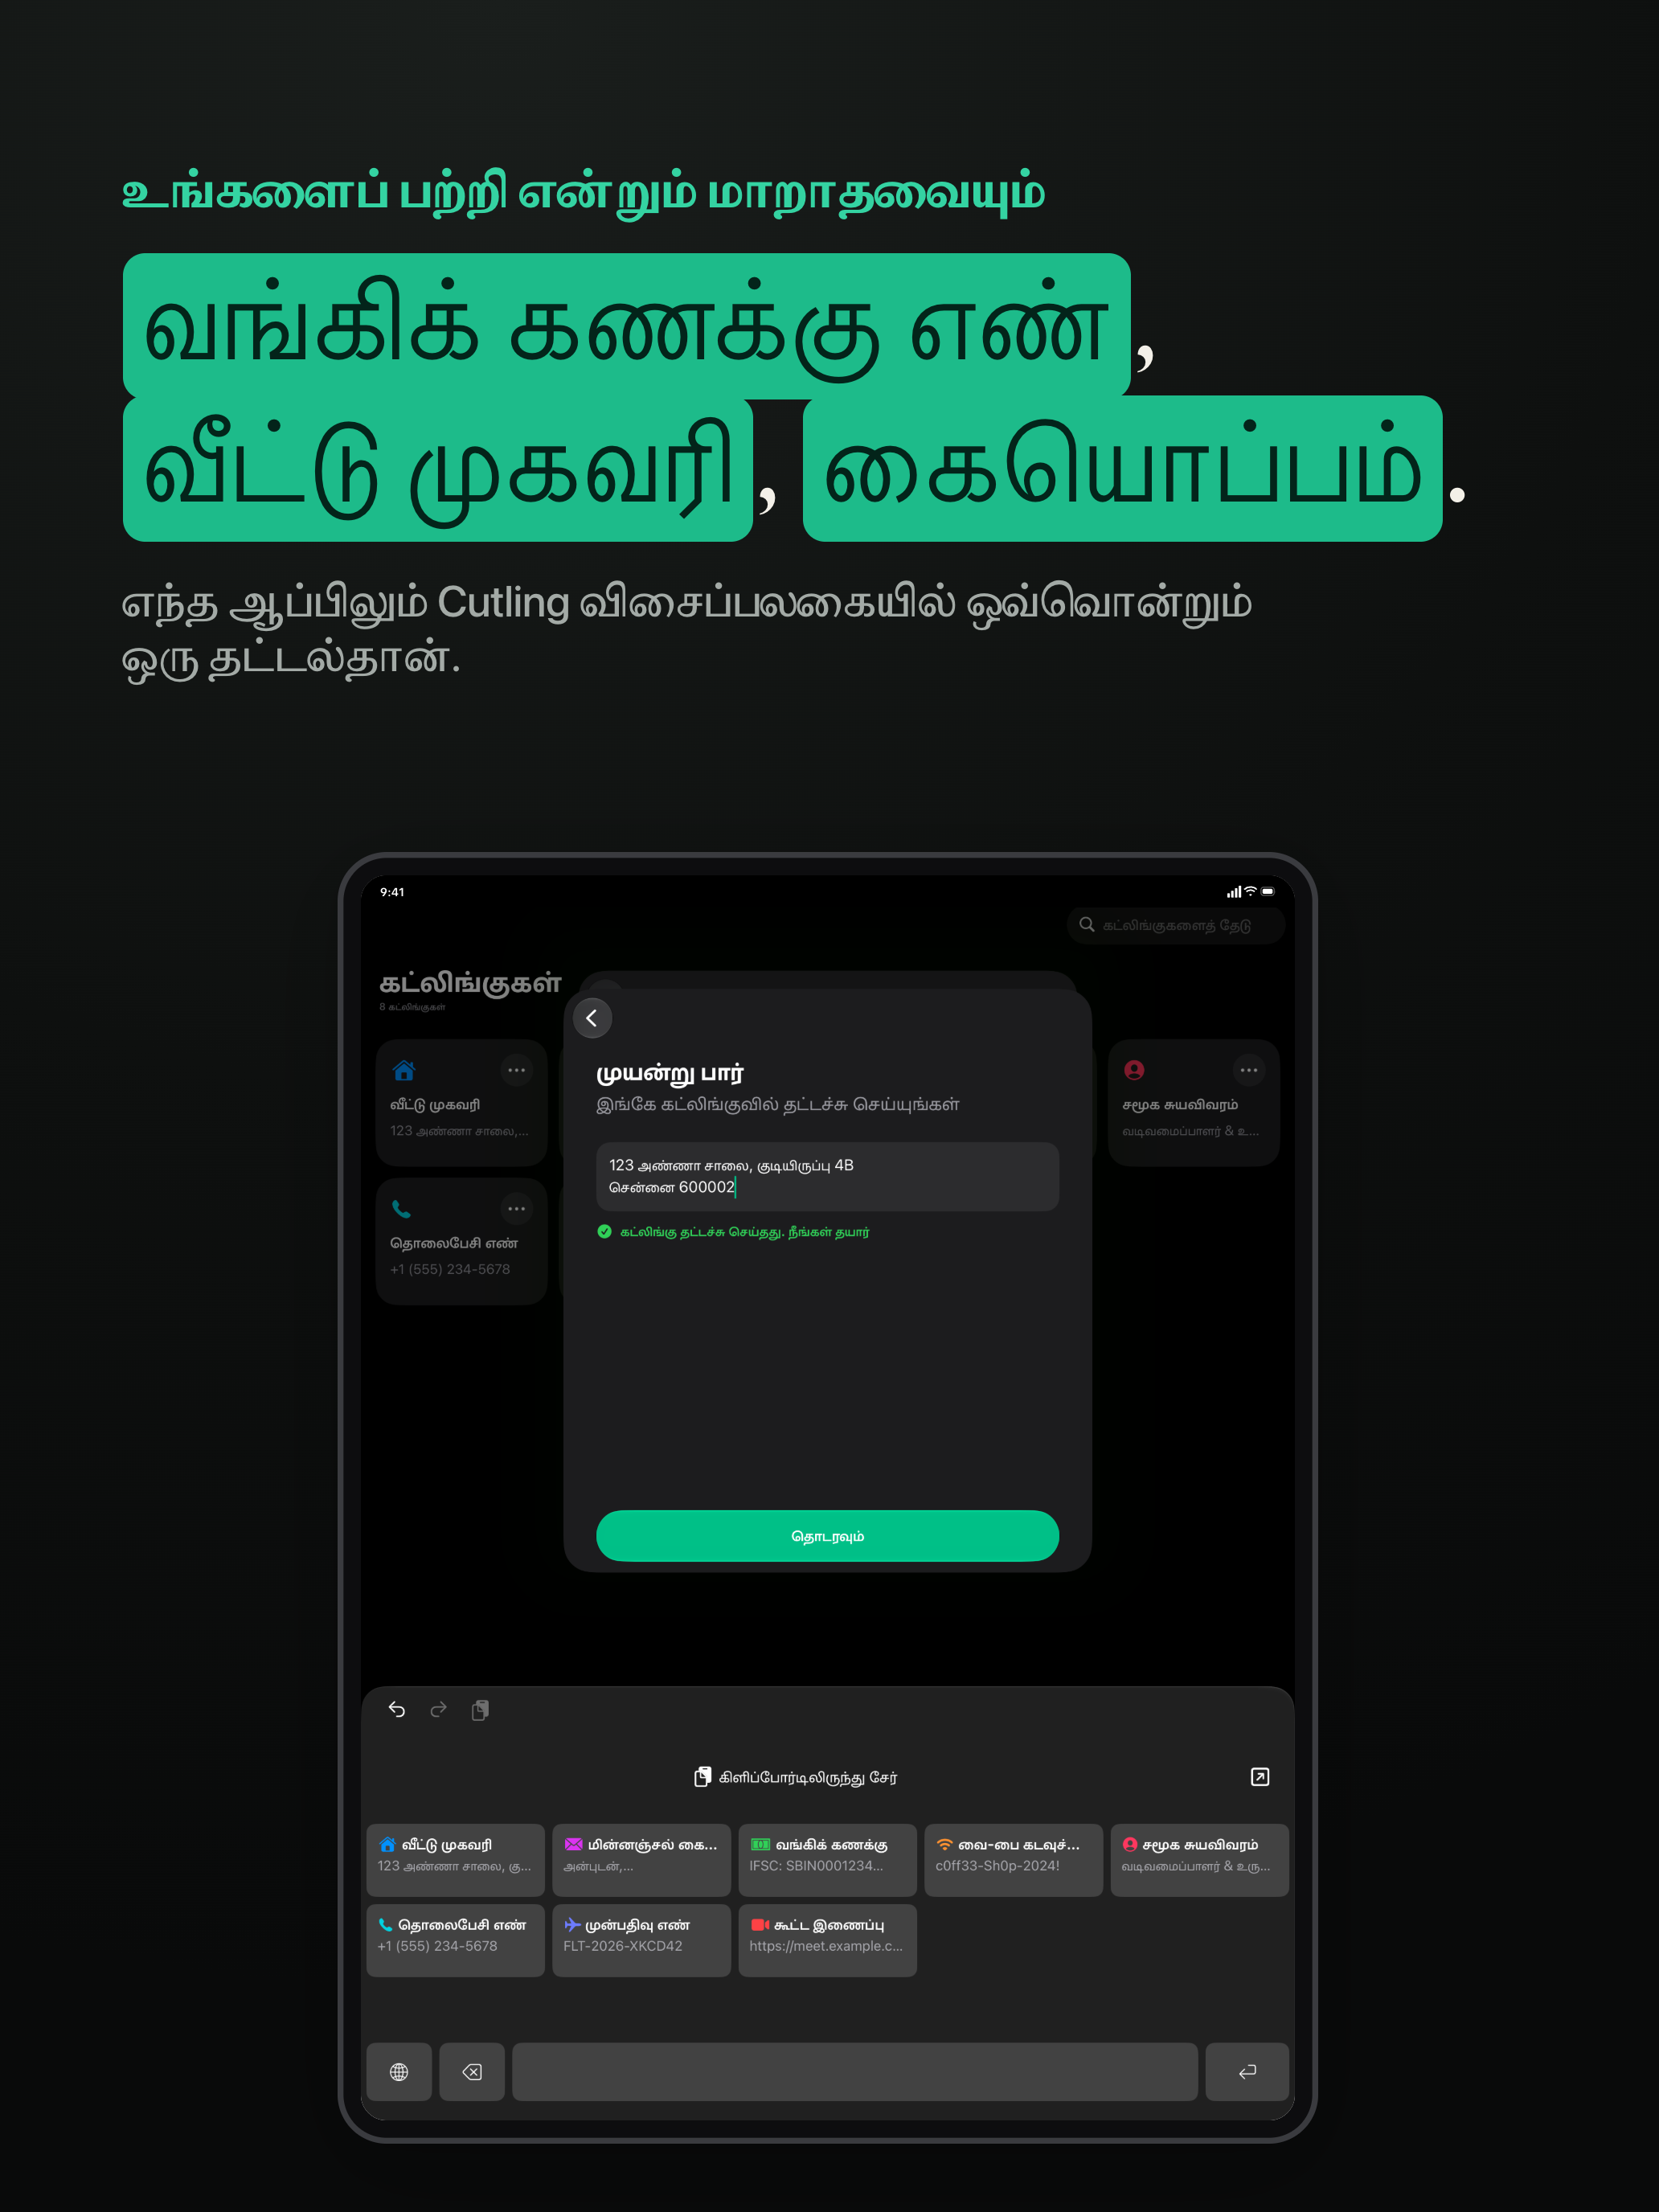 உங்களைப் பற்றி என்றும் மாறாதவையும்
வங்கிக் கணக்கு எண்,
வீட்டு முகவரி, கையொப்பம்.
எந்த ஆப்பிலும் Cutling விசைப்பலகையில் ஒவ்வொன்றும்
ஒரு தட்டல்தான்.
9:41
கட்லிங்குகளைத் தேடு
கட்லிங்குகள்
8 கட்லிங்குகள்
வீட்டு முகவரி
123 அண்ணா சாலை,...
சமூக சுயவிவரம்
வடிவமைப்பாளர் & உ...
தொலைபேசி எண்
+1 (555) 234-5678
முயன்று பார்
இங்கே கட்லிங்குவில் தட்டச்சு செய்யுங்கள்
123 அண்ணா சாலை, குடியிருப்பு 4B
சென்னை 600002
கட்லிங்கு தட்டச்சு செய்தது. நீங்கள் தயார்
தொடரவும்
கிளிப்போர்டிலிருந்து சேர்
வீட்டு முகவரி
123 அண்ணா சாலை, கு...
மின்னஞ்சல் கை...
அன்புடன்,...
வங்கிக் கணக்கு
IFSC: SBIN0001234...
வை-பை கடவுச்...
c0ff33-Sh0p-2024!
சமூக சுயவிவரம்
வடிவமைப்பாளர் & உரு...
தொலைபேசி எண்
+1 (555) 234-5678
முன்பதிவு எண்
FLT-2026-XKCD42
கூட்ட இணைப்பு
https://meet.example.c...